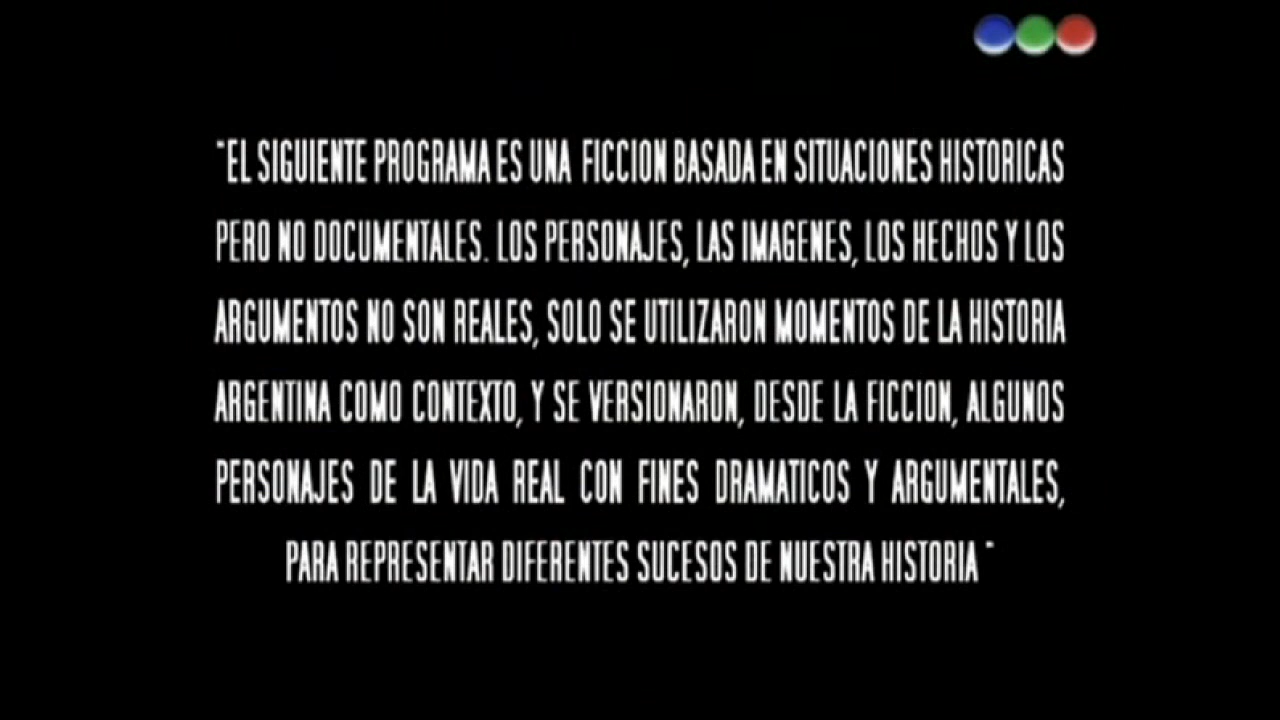 "EL SIGUIENTE PROGRAMA ES UNA FICCION BASADA EN SITUACIONES HISTORICAS
PERO NO DOCUMENTALES. LOS PERSONAJES, LAS IMAGENES, LOS HECHOS Y LOS
ARGUMENTOS NO SON REALES, SOLO SE UTILIZARON MOMENTOS DE LA HISTORIA
ARGENTINA COMO CONTEXTO, Y SE VERSIONARON, DESDE LA FICCION, ALGUNOS
PERSONAJES DE LA VIDA REAL CON FINES DRAMATICOS Y ARGUMENTALES,
PARA REPRESENTAR DIFERENTES SUCESOS DE NUESTRA HISTORIA "